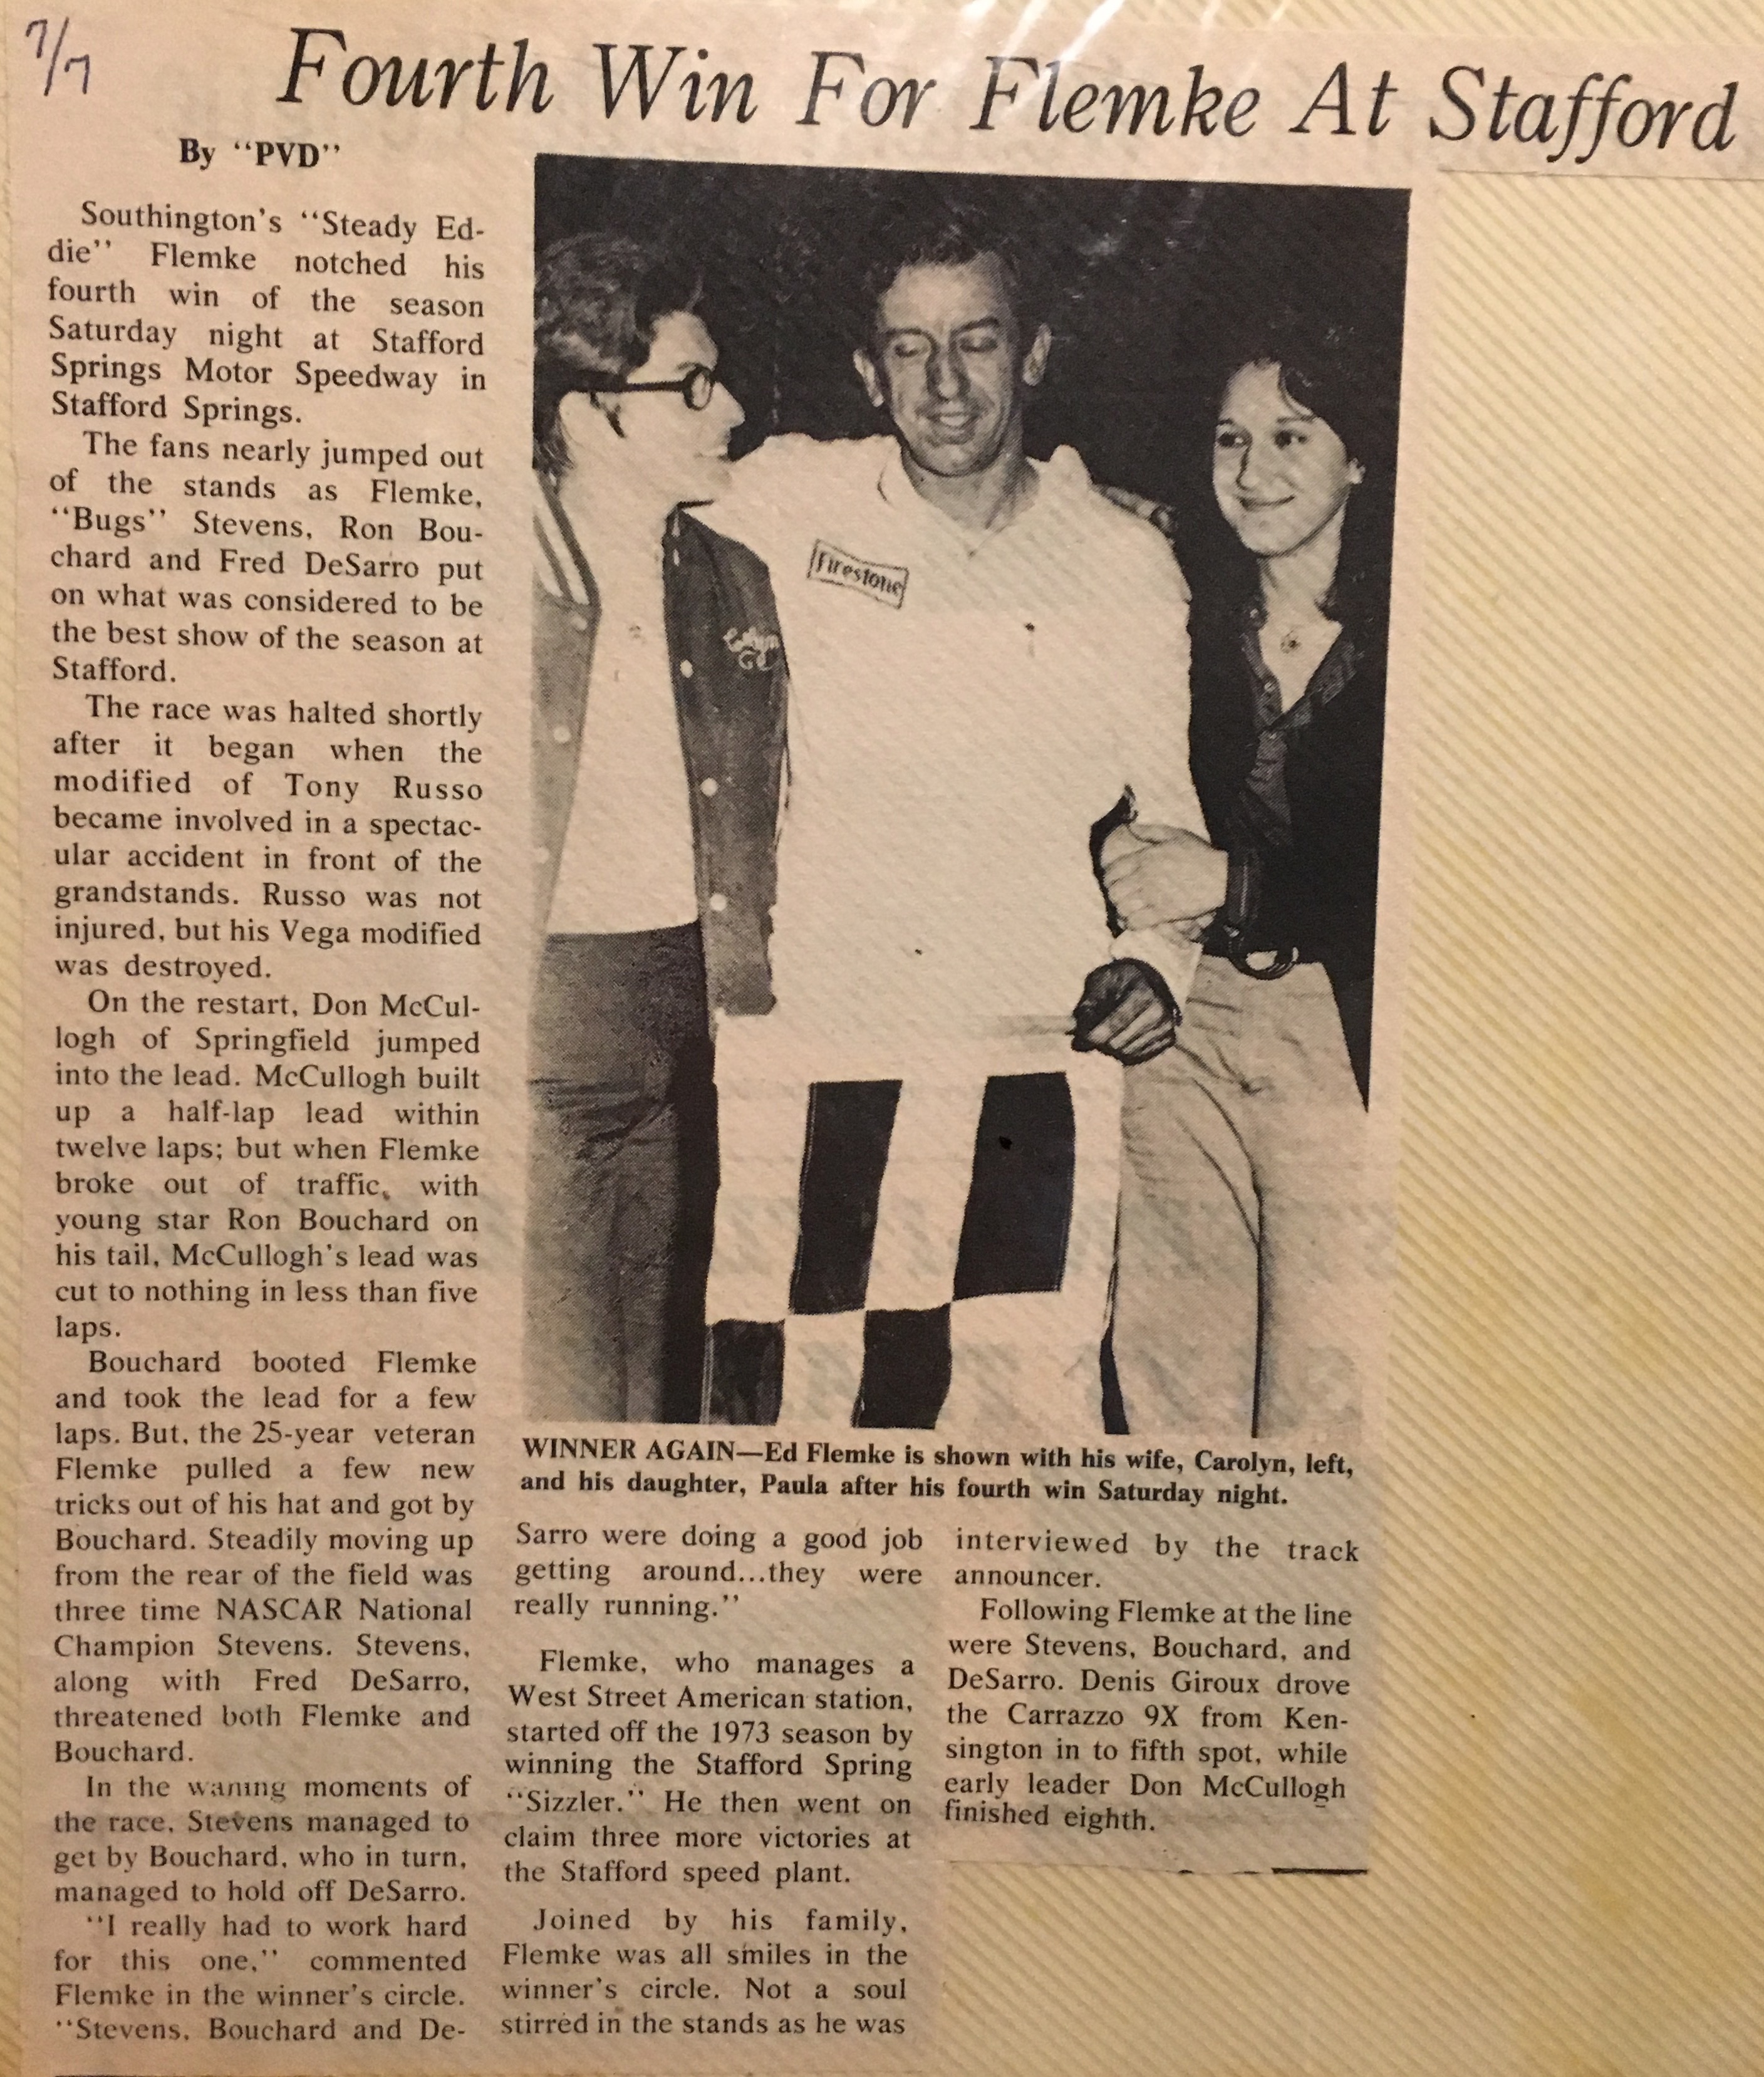 7/7
Fourth Win For Flemke At Stafford
By "PVD"
Southington's "Steady Ed-
die" Flemke notched his
fourth win of the season
Saturday night at Stafford
Springs Motor Speedway in
Stafford Springs.
The fans nearly jumped out
of the stands as Flemke,
"Bugs" Stevens, Ron Bou-
chard and Fred DeSarro put
on what was considered to be
the best show of the season at
Stafford.
The race was halted shortly
after it began when the
modified of Tony Russo
became involved in a spectac-
ular accident in front of the
grandstands. Russo was not
injured, but his Vega modified
was destroyed.
On the restart, Don McCul-
logh of Springfield jumped
into the lead. McCullogh built
up a half-lap lead within
twelve laps; but when Flemke
broke out of traffic, with
young star Ron Bouchard on
his tail, McCullogh's lead was
cut to nothing in less than five
laps.
Bouchard booted Flemke
and took the lead for a few
laps. But, the 25-year veteran
Flemke pulled a few new
tricks out of his hat and got by
Bouchard. Steadily moving up
from the rear of the field was
three time NASCAR National
Champion Stevens. Stevens,
along with Fred DeSarro,
threatened both Flemke and
Bouchard.
In the waning moments of
the race, Stevens managed to
get by Bouchard, who in turn,
managed to hold off DeSarro.
"I really had to work hard
for this one," commented
Flemke in the winner's circle.
"Stevens, Bouchard and De-
Firestone
WINNER AGAIN—Ed Flemke is shown with his wife, Carolyn, left,
and his daughter, Paula after his fourth win Saturday night.
Sarro were doing a good job
getting around...they were
really running."
Flemke, who manages a
West Street American station,
started off the 1973 season by
winning the Stafford Spring
"Sizzler." He then went on
claim three more victories at
the Stafford speed plant.
Joined by his family,
Flemke was all smiles in the
winner's circle. Not a soul
stirred in the stands as he was
interviewed by the track
announcer.
Following Flemke at the line
were Stevens, Bouchard, and
DeSarro. Denis Giroux drove
the Carrazzo 9X from Ken-
sington in to fifth spot, while
early leader Don McCullogh
finished eighth.